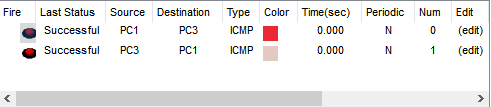 Fire Last Status Source Destination Type Color Time(sec) Periodic Num Edit
Successful PC1 PC3 ICMP 0.000 N 0 (edit)
Successful PC3 PC1 ICMP 0.000 N 1 (edit)